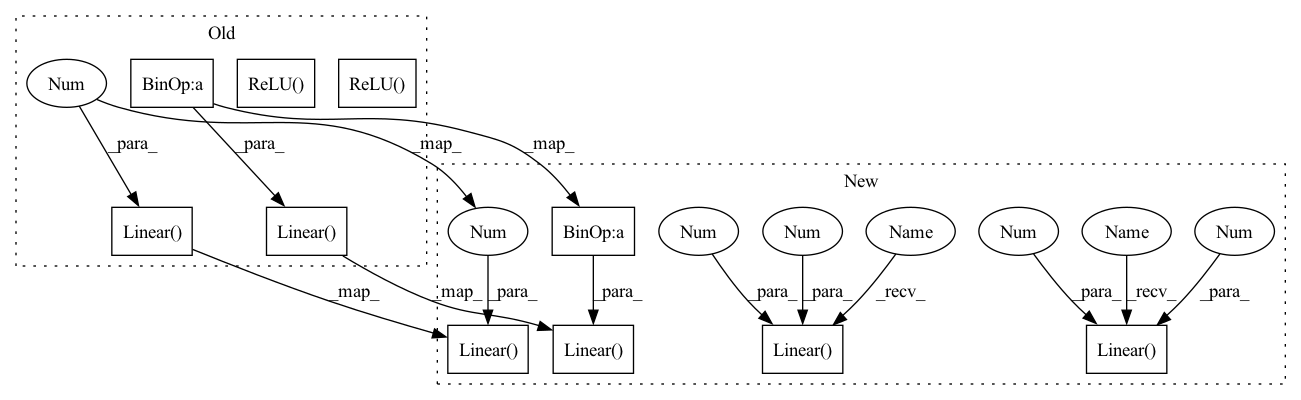 Old
Num
BinOp:a
ReLU()
ReLU()
_para_
_para_
_map_
_map_
New
Linear()
Linear()
Num
BinOp:a
Num
Num
Name
Num
Name
Num
_map_
_map_
_para_
_para_
_para_
_para_
_recv_
_para_
_recv_
_para_
Linear()
Linear()
Linear()
Linear()